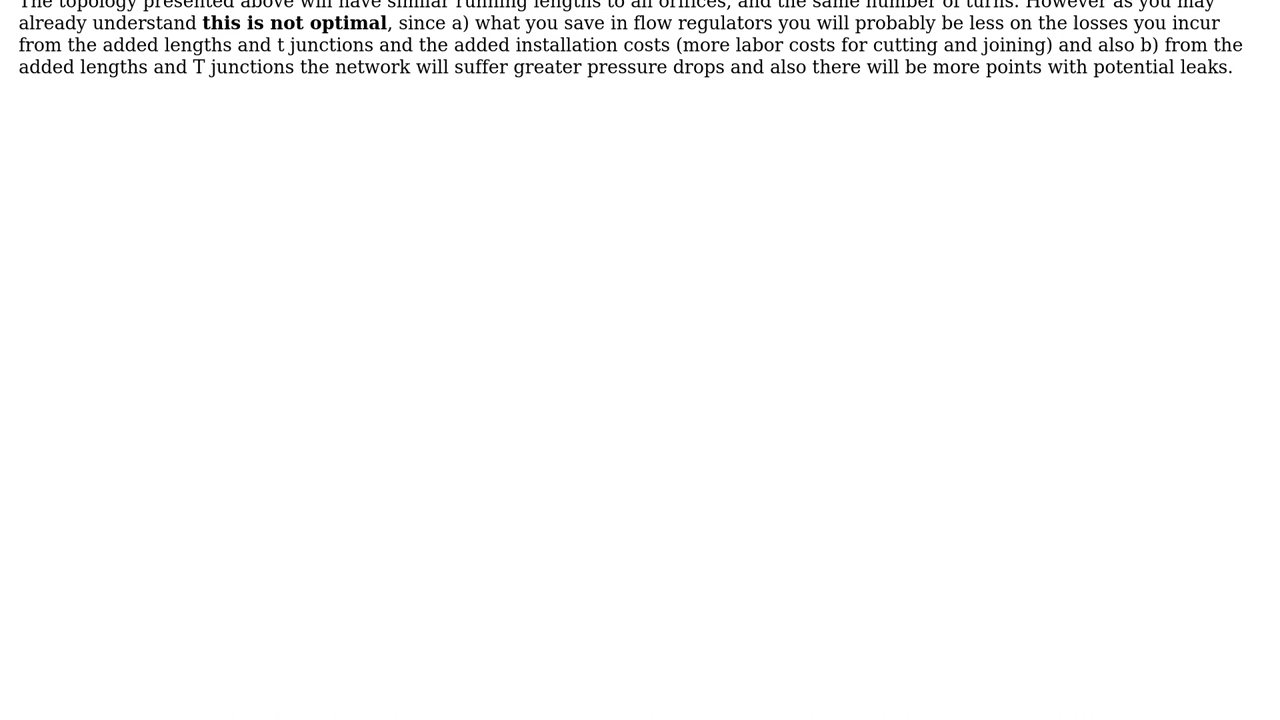 The topology presented above will have similar running lengths to all orifices, and the same number of turns. However as you may
already understand this is not optimal, since a) what you save in flow regulators you will probably be less on the losses you incur
from the added lengths and t junctions and the added installation costs (more labor costs for cutting and joining) and also b) from the
added lengths and T junctions the network will suffer greater pressure drops and also there will be more points with potential leaks.